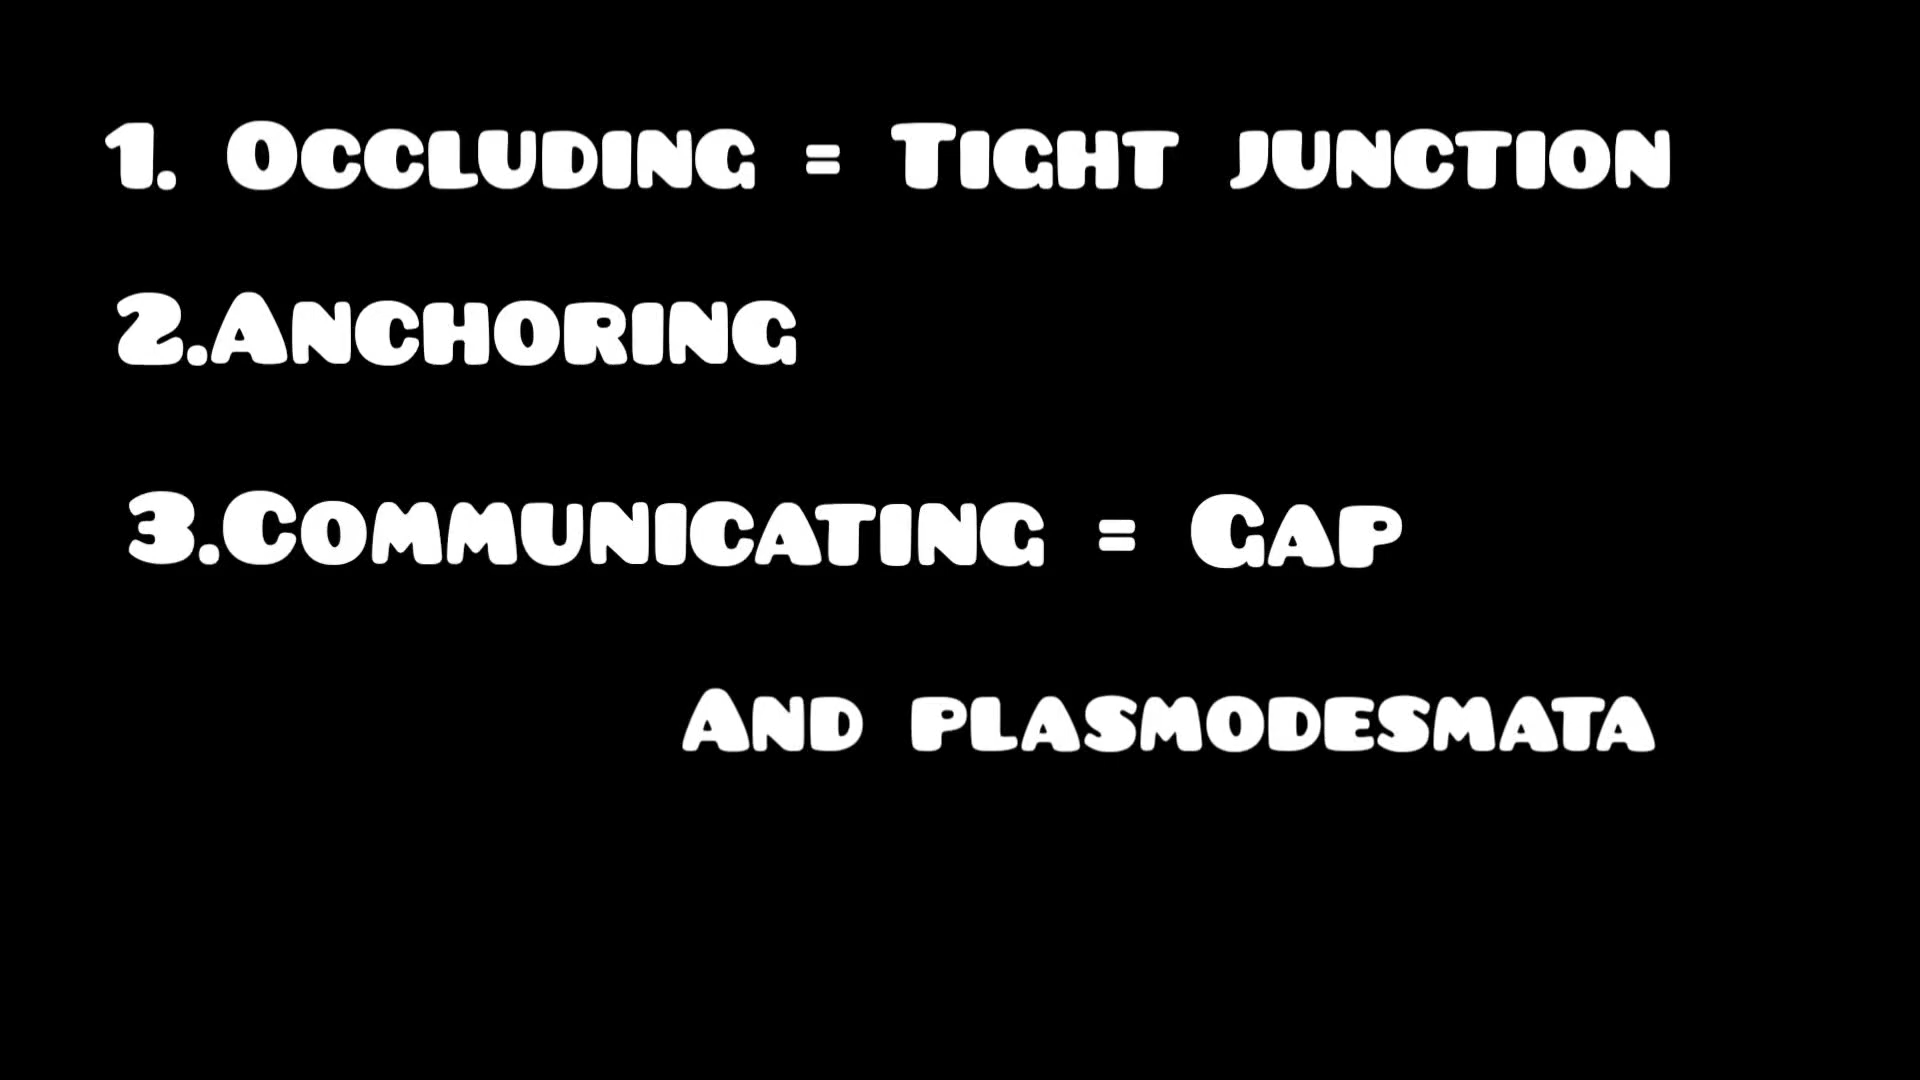 1. Occluding = Tight junction
2.Anchoring
3.Communicating = Gap
And plasmodesmata